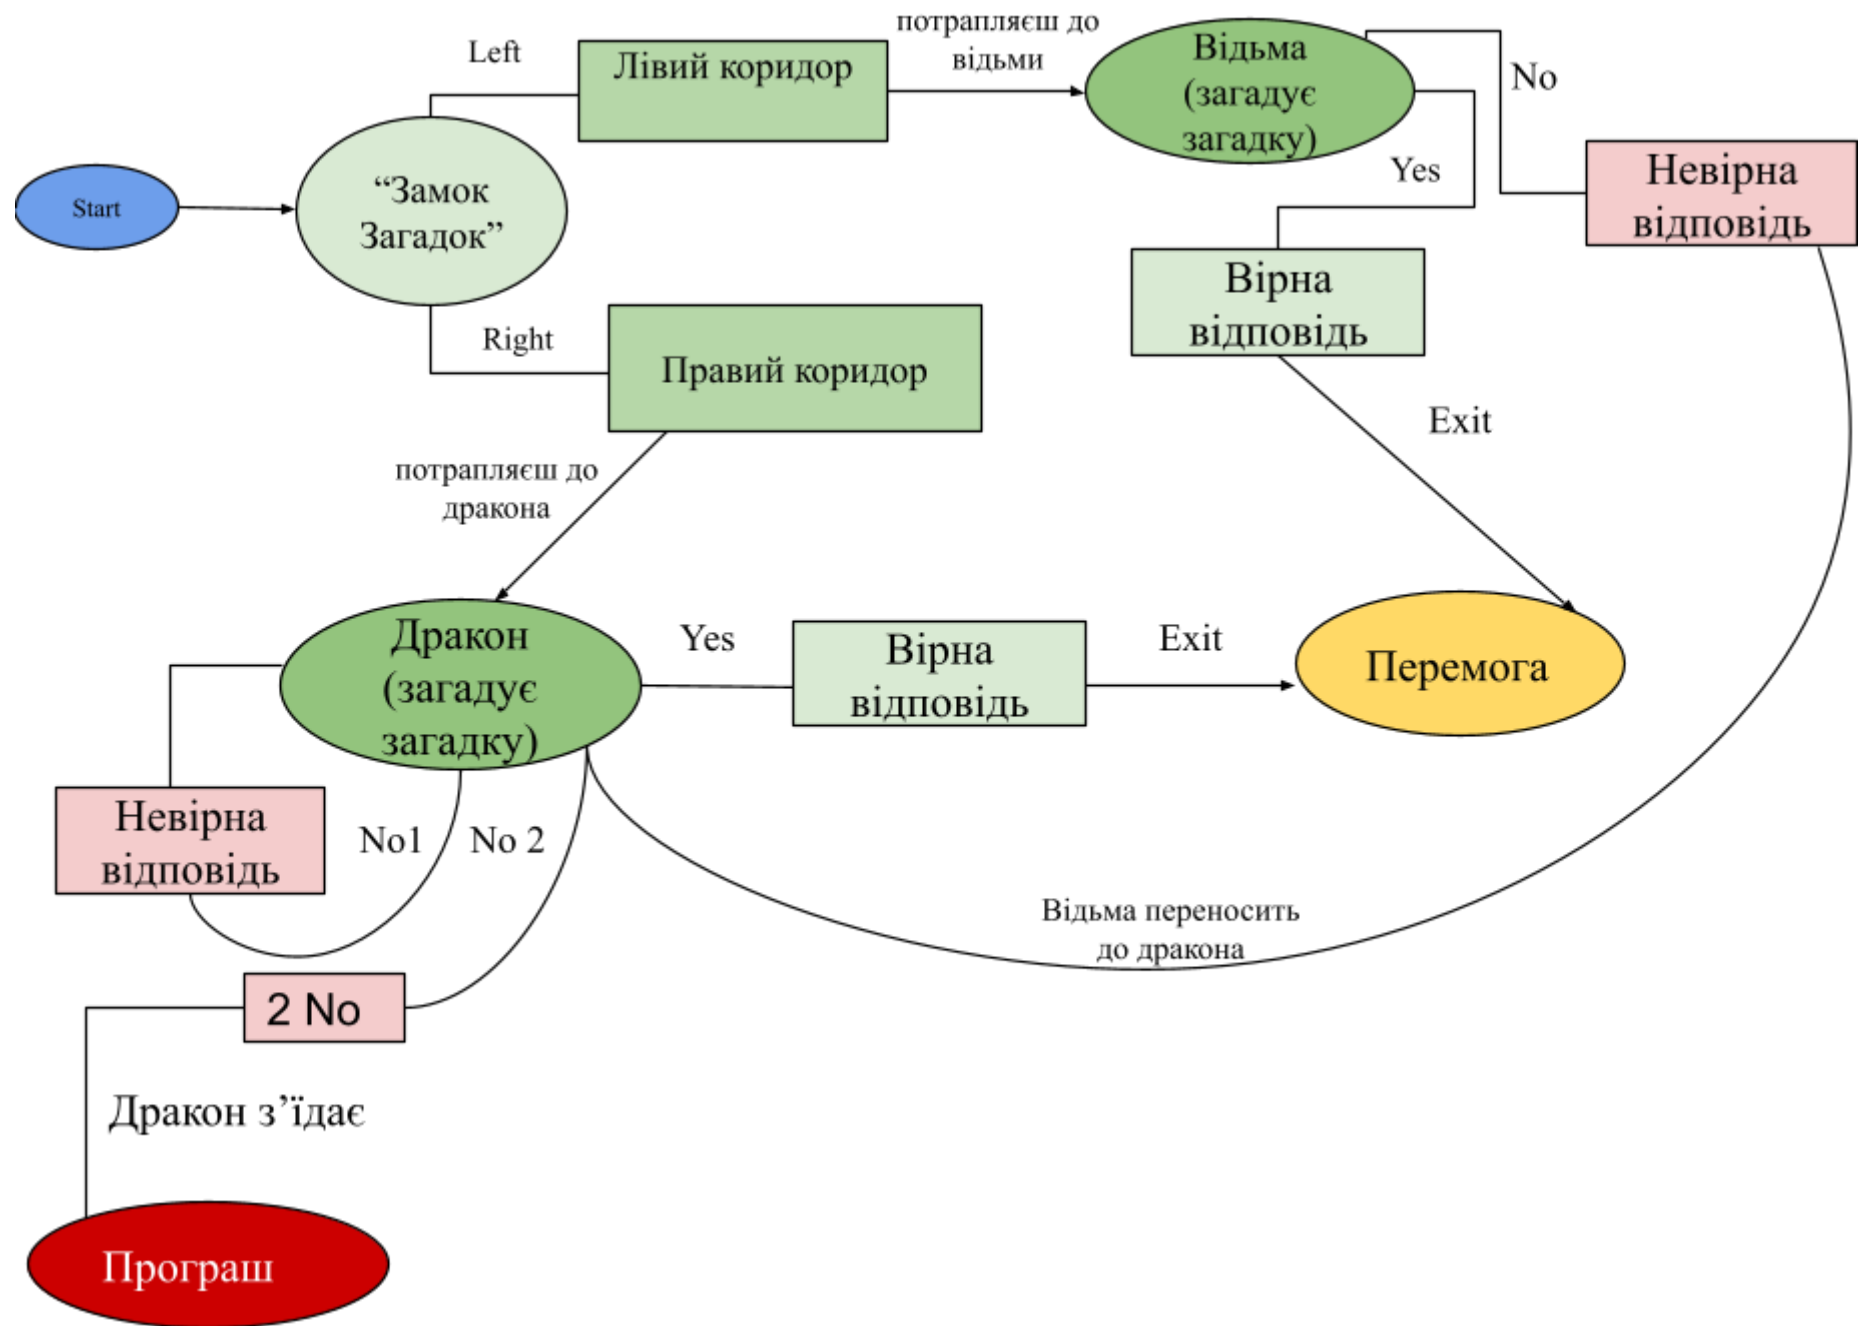 Start
“Замок
Загадок”
Left
Лівий коридор
потрапляєш до
відьми
Відьма
(загадує
загадку)
No
Yes
Невірна
відповідь
Вірна
відповідь
Right
Правий коридор
Exit
потрапляєш до
дракона
Дракон
(загадує
загадку)
Yes
Вірна
відповідь
Exit
Перемога
Невірна
відповідь
No1
No 2
Відьма переносить
до дракона
2 No
Дракон з’їдає
Програш